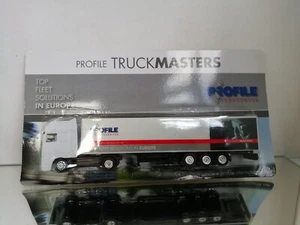 PROFILE TRUCKMASTERS
TOP
FLEET
SOLUTIONS
IN EUROPE
PROFILE
PROFILE